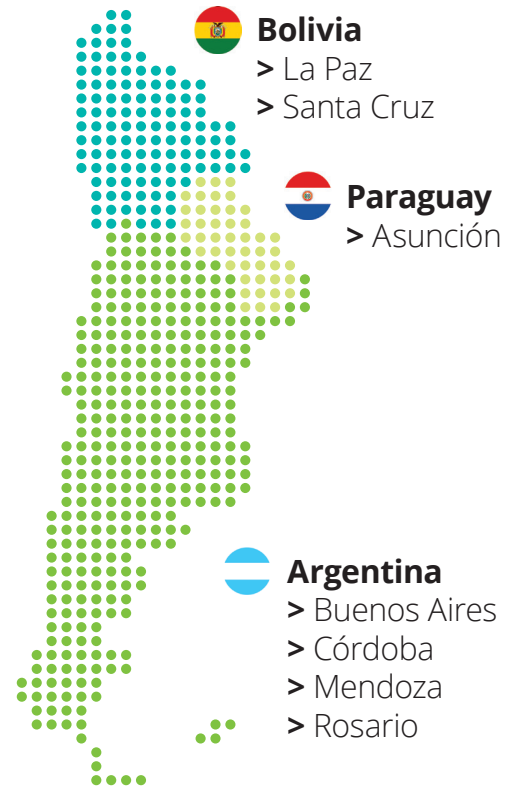 Bolivia
> La Paz
> Santa Cruz
Paraguay
> Asunción
Argentina
> Buenos Aires
> Córdoba
> Mendoza
> Rosario